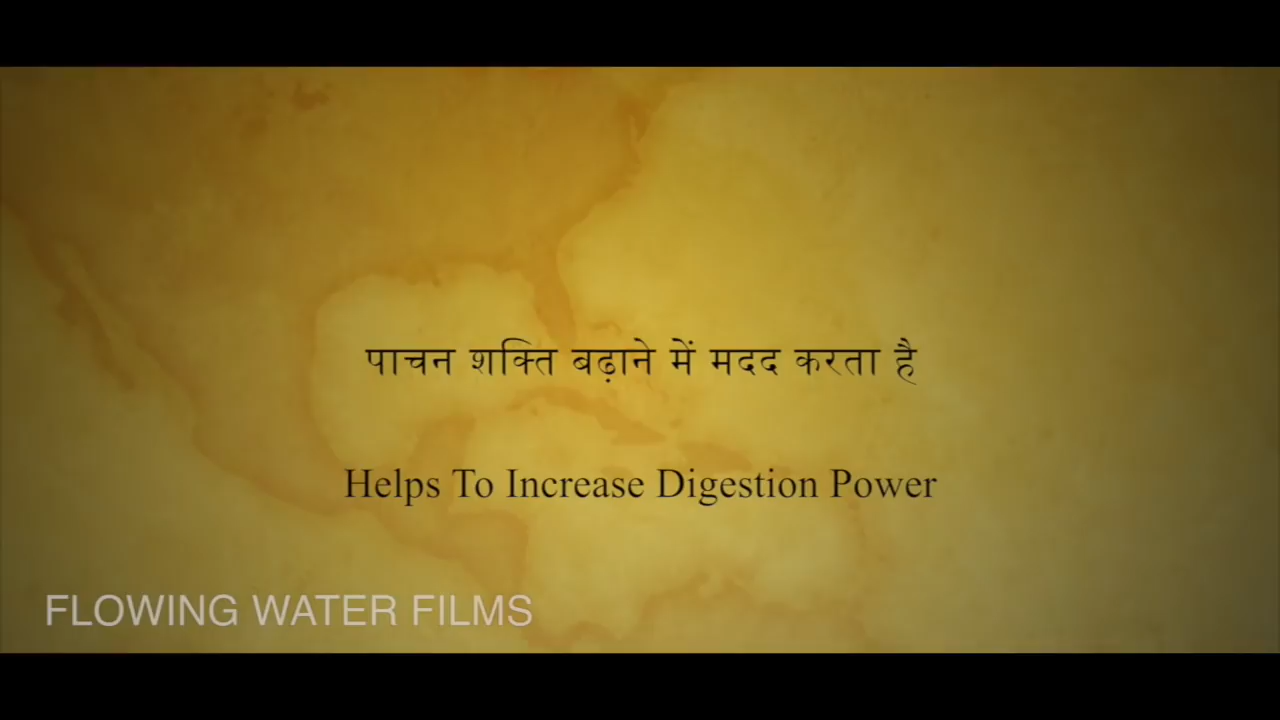 पाचन शक्ति बढ़ाने में मदद करता है
Helps To Increase Digestion Power
FLOWING WATER FILMS